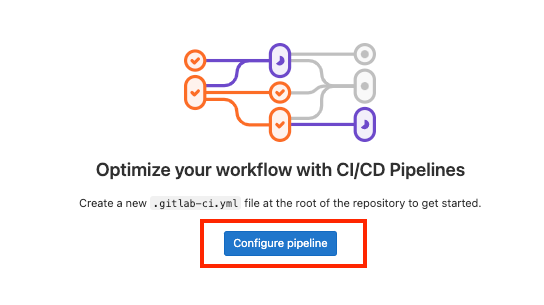 Optimize your workflow with CI/CD Pipelines
Create a new .gitlab-ci.yml file at the root of the repository to get started.
Configure pipeline